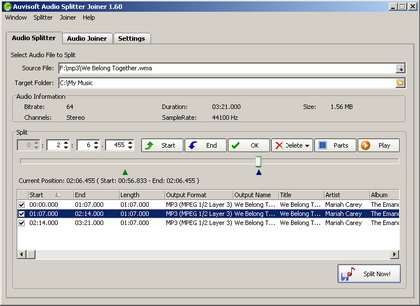 Auvisoft Audio Splitter Joiner 1.60
Window Splitter Joiner Help
Audio Splitter Audio Joiner Settings
Select Audio File to Split
Source File: F:\mp3\We Belong Together.wma
Target Folder: C:\My Music
Audio Information
Bitrate: 64 Duration: 03:21.000 Size: 1.56 MB
Channels: Stereo SampleRate: 44100 Hz
Split
0 : 2 : 6 . 455 Start End OK Delete Parts Play
Current Position: 02:06.455 ( Start: 00:56.833 - End: 02:06.455 )
Start End Length Output Format Output Name Title Artist Album
00:00.000 01:07.000 01:07.000 MP3 (MPEG 1/2 Layer 3) We Belong T... We Belong T... Mariah Carey The Emanc
01:07.000 02:14.000 01:07.000 MP3 (MPEG 1/2 Layer 3) We Belong T... We Belong T... Mariah Carey The Emanc
02:14.000 03:21.000 01:07.000 MP3 (MPEG 1/2 Layer 3) We Belong T... We Belong T... Mariah Carey The Emanc
Split Now!